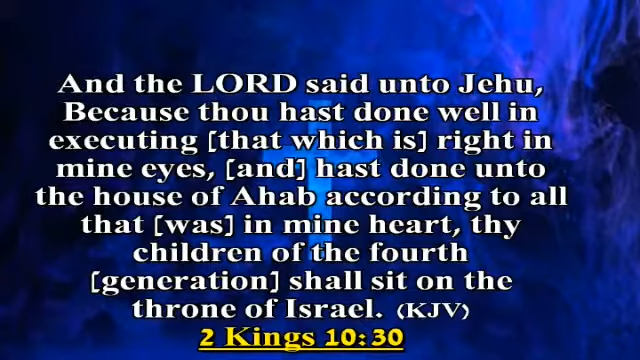 And the LORD said unto Jehu,
Because thou hast done well in
executing [that which is] right in
mine eyes, [and] hast done unto
the house of Ahab according to all
that [was] in mine heart, thy
children of the fourth
[generation] shall sit on the
throne of Israel. (KJV)
2 Kings 10:30